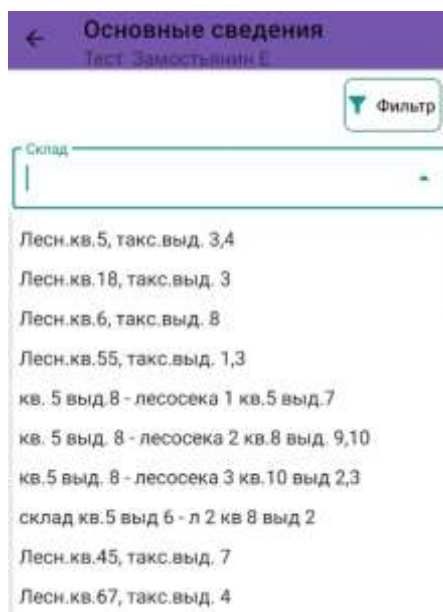 Основные сведения
Тест Замостьянин Е
Фильтр
Склад
Лесн.кв.5, такс.выд. 3,4
Лесн.кв.18, такс.выд. 3
Лесн.кв.6, такс.выд. 8
Лесн.кв.55, такс.выд. 1,3
кв. 5 выд.8 - лесосека 1 кв.5 выд.7
кв. 5 выд. 8 - лесосека 2 кв.8 выд. 9,10
кв.5 выд. 8 - лесосека 3 кв.10 выд 2,3
склад кв.5 выд 6 - л 2 кв 8 выд 2
Лесн.кв.45, такс.выд. 7
Лесн.кв.67, такс.выд. 4